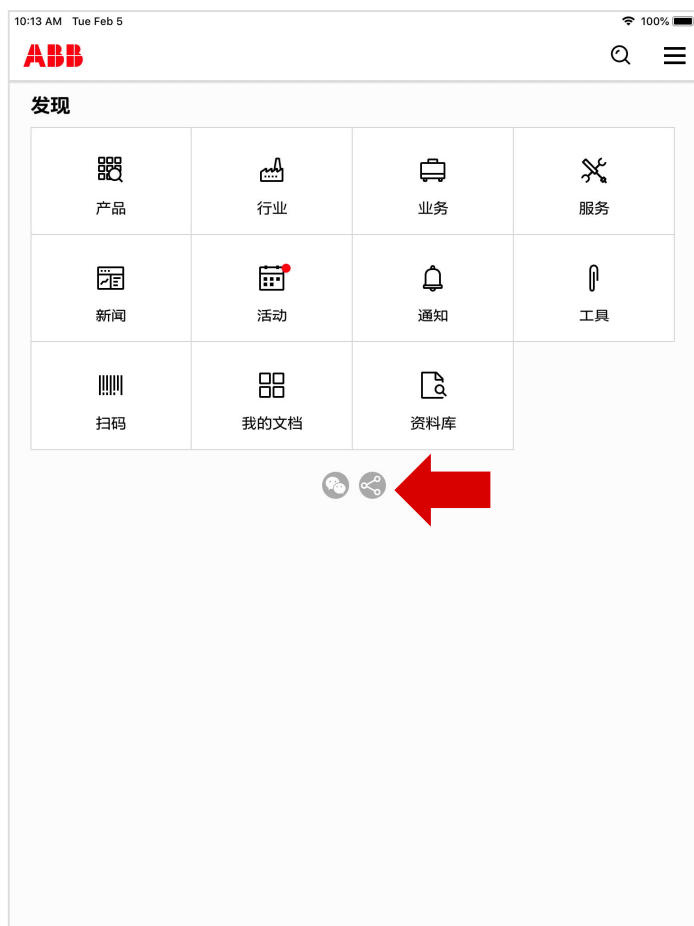 10:13 AM Tue Feb 5 100%
ABB
发现
产品 行业 业务 服务
新闻 活动 通知 工具
扫码 我的文档 资料库